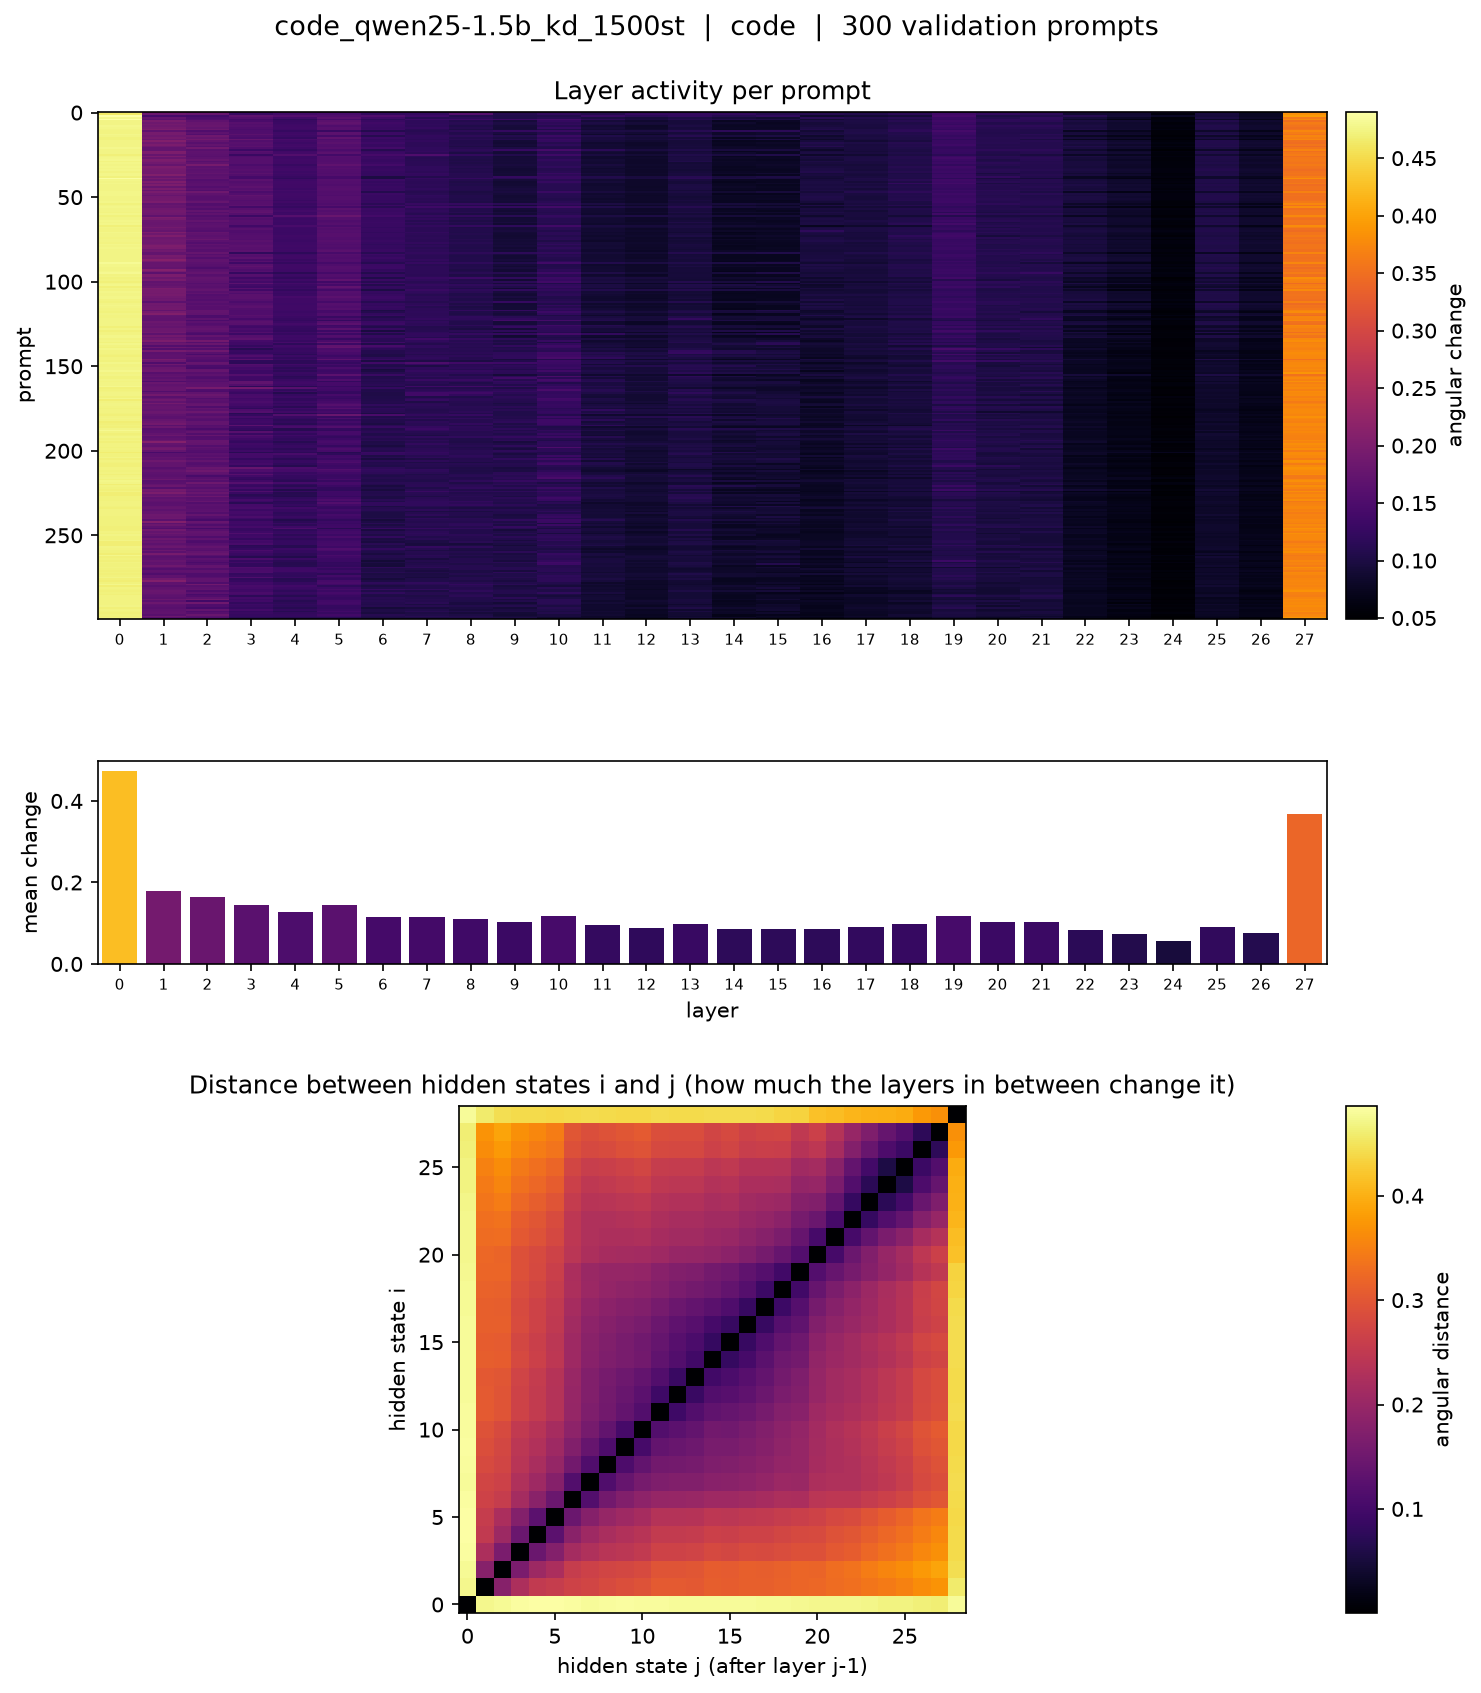 code_qwen25-1.5b_kd_1500st | code | 300 validation prompts
Layer activity per prompt
0
50
100
150
200
250
prompt
0 1 2 3 4 5 6 7 8 9 10 11 12 13 14 15 16 17 18 19 20 21 22 23 24 25 26 27
0.45
0.40
0.35
0.30
0.25
0.20
0.15
0.10
0.05
angular change
0.4
0.2
0.0
mean change
0 1 2 3 4 5 6 7 8 9 10 11 12 13 14 15 16 17 18 19 20 21 22 23 24 25 26 27
layer
Distance between hidden states i and j (how much the layers in between change it)
25
20
15
10
5
0
hidden state i
0 5 10 15 20 25
hidden state j (after layer j-1)
0.4
0.3
0.2
0.1
angular distance